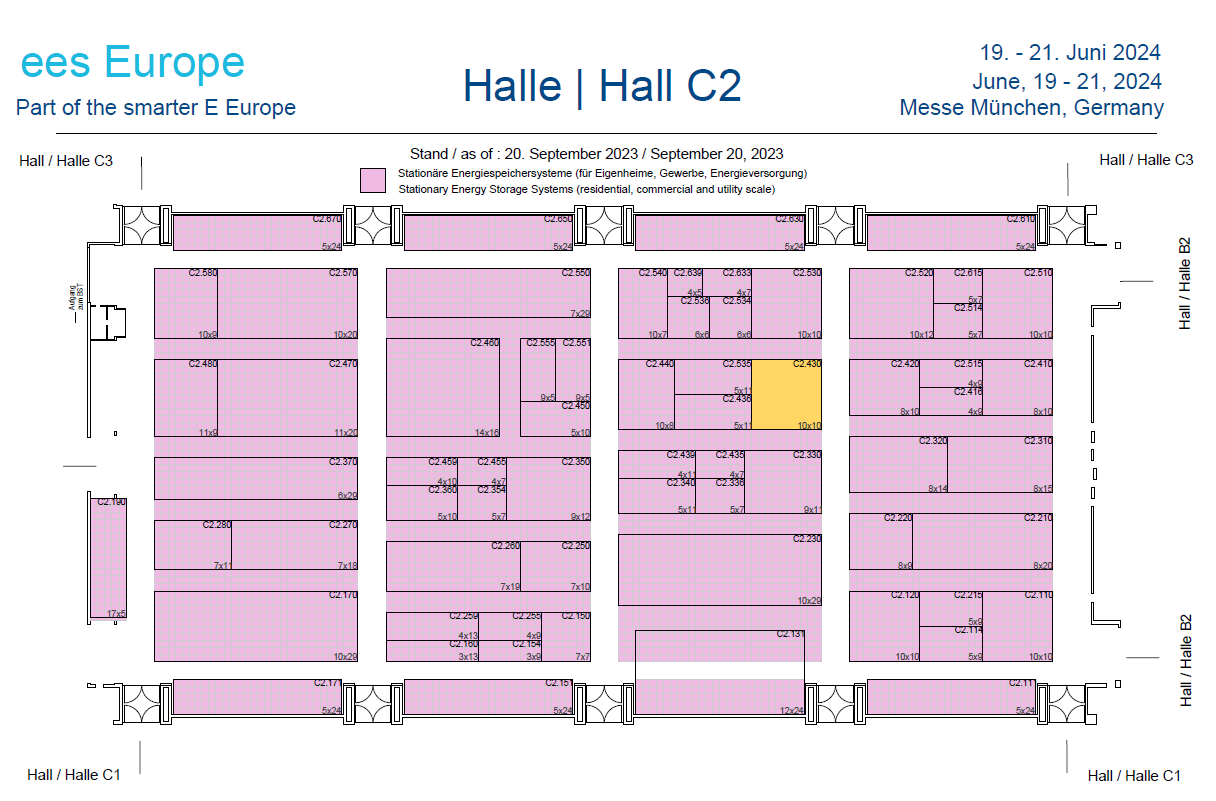 ees Europe
Part of the smarter E Europe
Halle | Hall C2
19. - 21. Juni 2024
June, 19 - 21, 2024
Messe München, Germany
Stand / as of : 20. September 2023 / September 20, 2023
Stationäre Energiespeichersysteme (für Eigenheime, Gewerbe, Energieversorgung)
Stationary Energy Storage Systems (residential, commercial and utility scale)
Hall / Halle C3
Hall / Halle C3
Hall / Halle B2
Hall / Halle B2
Aufgang
zum BST
C2.670 C2.650 C2.630 C2.610
5x24 5x24 5x24 5x24
C2.580 C2.570 C2.550 C2.540 C2.639 C2.633 C2.530 C2.520 C2.615 C2.510
4x5 4x7 5x7
C2.536 C2.534 C2.514
7x29
10x9 10x20 10x7 6x6 6x6 10x10 10x12 5x7 10x10
C2.460 C2.555 C2.551
C2.480 C2.470 C2.440 C2.535 C2.430 C2.420 C2.515 C2.410
5x11 4x9
C2.436 C2.416
9x5 9x5
C2.450
8x10 4x9 8x10
10x8 5x11 10x10
11x9 11x20 14x16 5x10
C2.320 C2.310
C2.370 C2.459 C2.455 C2.350 C2.439 C2.435 C2.330
4x10 4x7 4x11 4x7
C2.360 C2.354 C2.340 C2.336
8x14 8x15
6x29
C2.190
5x10 5x7 9x12 5x11 5x7 9x11
C2.280 C2.270 C2.220 C2.210
C2.260 C2.250 C2.230
7x11 7x18 8x9 8x20
7x19 7x10
C2.170 C2.120 C2.215 C2.110
10x29
17x5
C2.259 C2.255 C2.150
5x9
C2.114
4x13 4x9
C2.131
C2.160 C2.154
10x29 3x13 3x9 7x7 10x10 5x9 10x10
C2.171 C2.151 C2.111
5x24 5x24 12x24 5x24
Hall / Halle C1
Hall / Halle C1